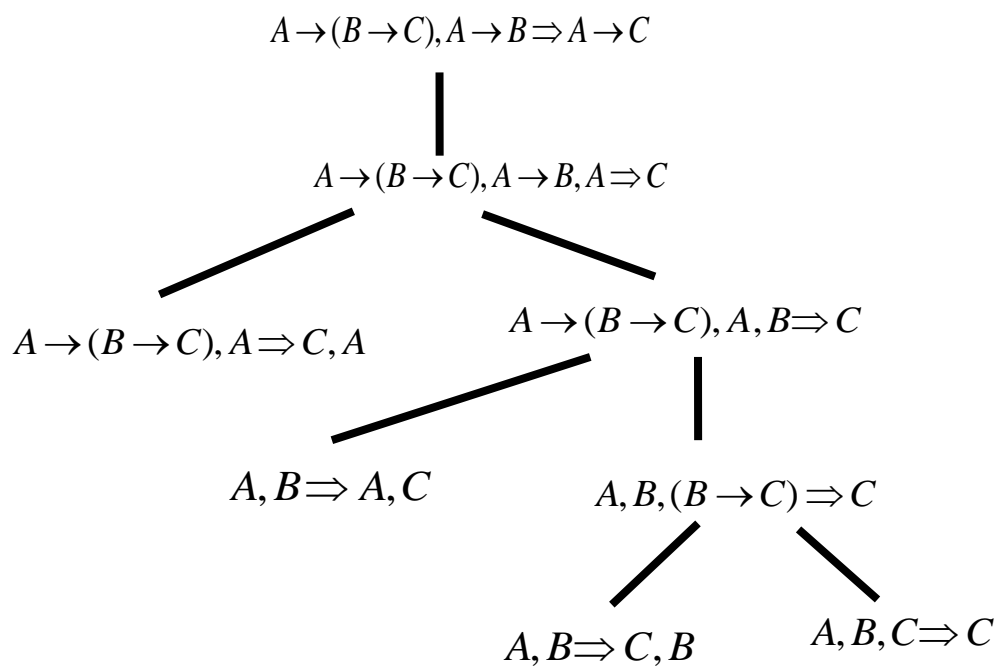 A→(B→C),A→B⇒A→C
A→(B→C),A→B,A⇒C
A→(B→C),A⇒C,A
A→(B→C),A,B⇒C
A,B⇒A,C
A,B,(B→C)⇒C
A,B⇒C,B
A,B,C⇒C